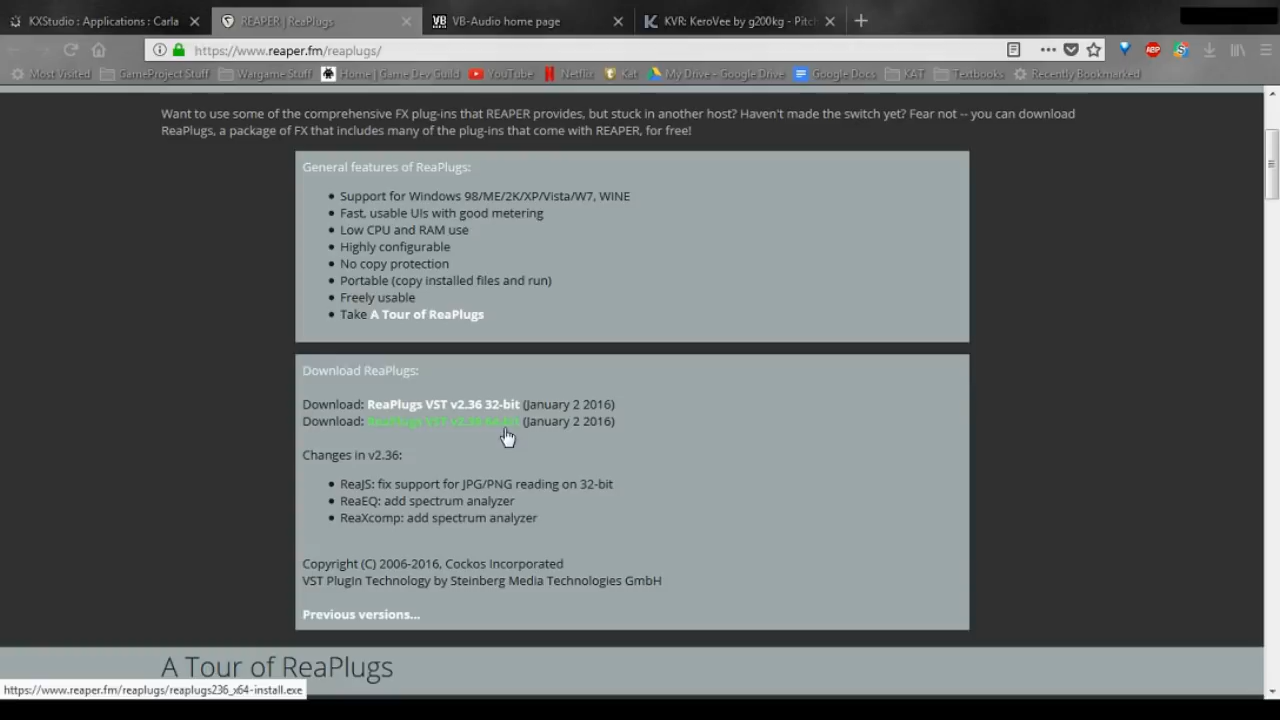 KXStudio : Applications : Carla
REAPER | ReaPlugs
VB-Audio home page
KVR: KeroVee by g200kg - Pitch
https://www.reaper.fm/reaplugs/
Most Visited
GameProject Stuff
Wargame Stuff
Home | Game Dev Guild
YouTube
Netflix
Kat
My Drive - Google Drive
Google Docs
KAT
Textbooks
Recently Bookmarked
Want to use some of the comprehensive FX plug-ins that REAPER provides, but stuck in another host? Haven't made the switch yet? Fear not -- you can download
ReaPlugs, a package of FX that includes many of the plug-ins that come with REAPER, for free!
General features of ReaPlugs:
• Support for Windows 98/ME/2K/XP/Vista/W7, WINE
• Fast, usable UIs with good metering
• Low CPU and RAM use
• Highly configurable
• No copy protection
• Portable (copy installed files and run)
• Freely usable
• Take A Tour of ReaPlugs
Download ReaPlugs:
Download: ReaPlugs VST v2.36 32-bit (January 2 2016)
Download: ReaPlugs VST v2.36 64-bit (January 2 2016)
Changes in v2.36:
• ReaJS: fix support for JPG/PNG reading on 32-bit
• ReaEQ: add spectrum analyzer
• ReaXcomp: add spectrum analyzer
Copyright (C) 2006-2016, Cockos Incorporated
VST PlugIn Technology by Steinberg Media Technologies GmbH
Previous versions...
A Tour of ReaPlugs
https://www.reaper.fm/reaplugs/reaplugs236_x64-install.exe